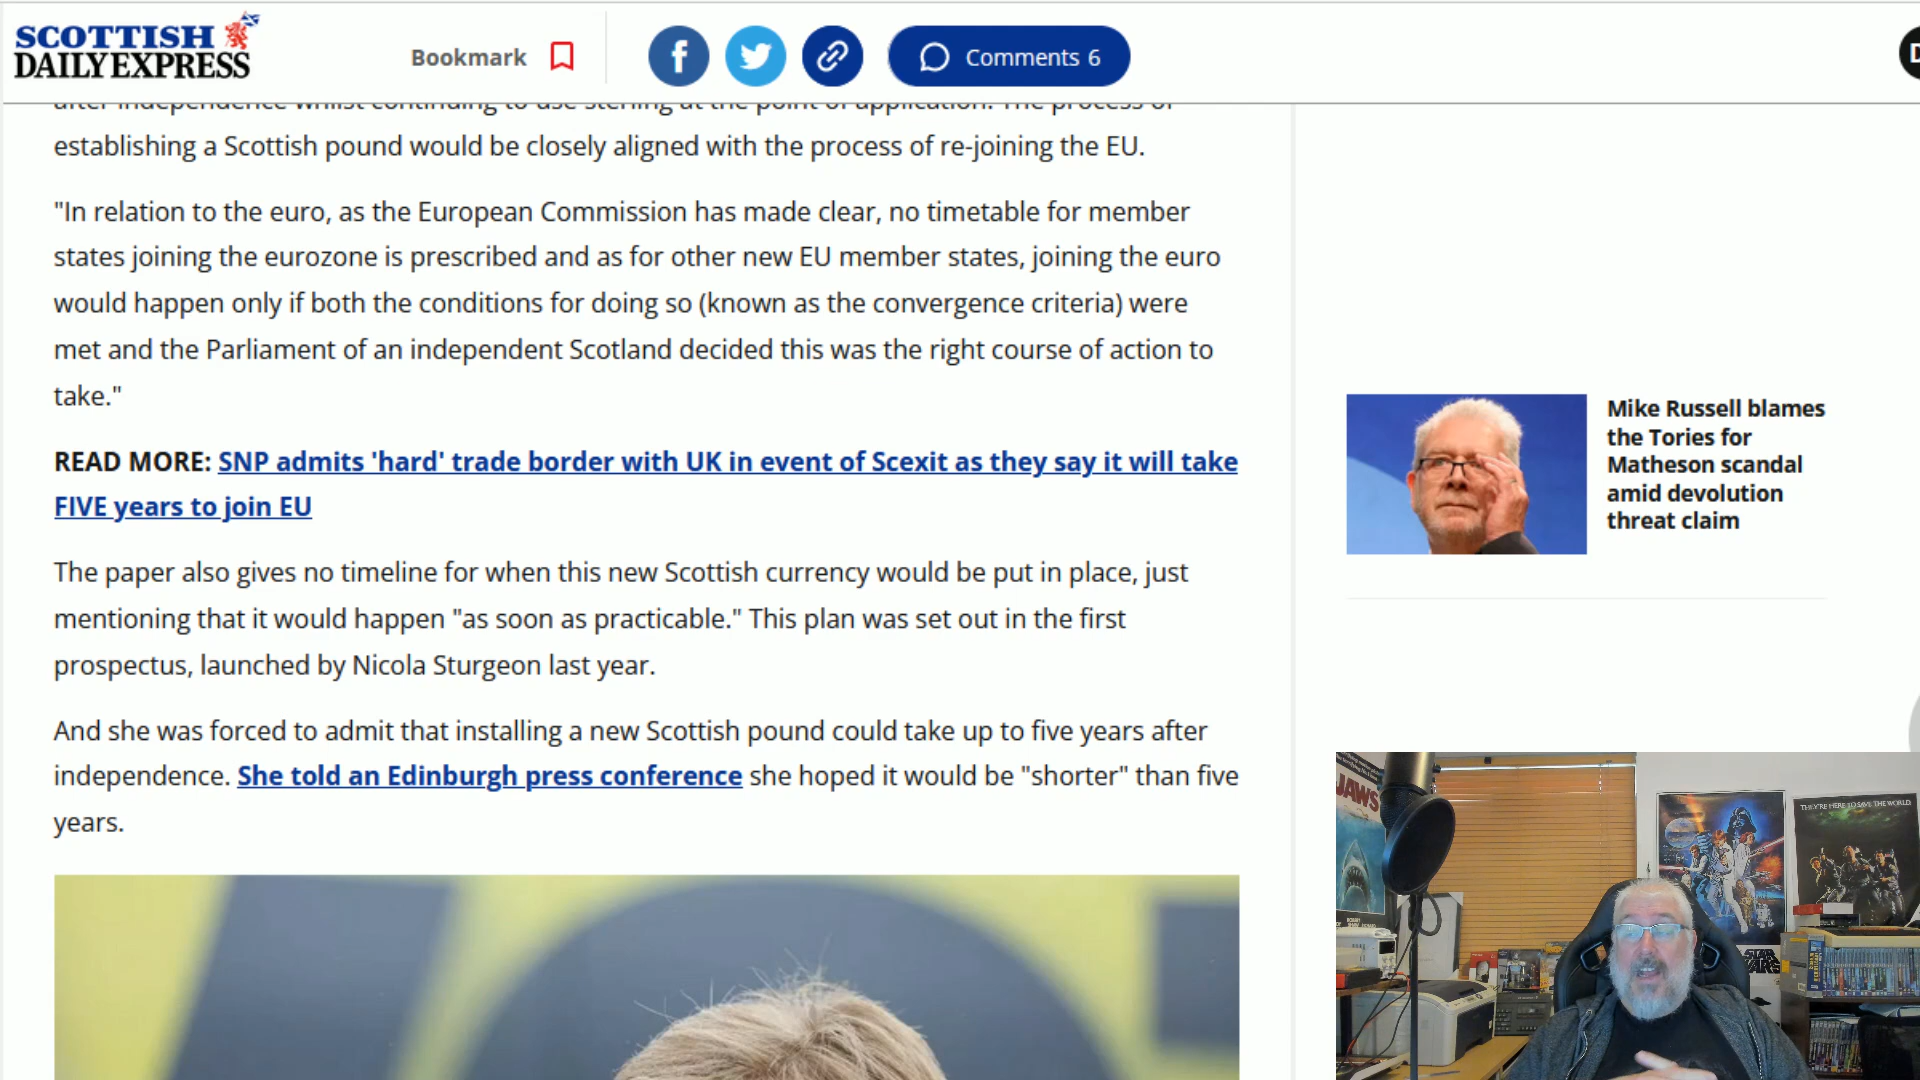 SCOTTISH
DAILY EXPRESS
Bookmark
Comments 6
after independence whilst continuing to use sterling at the point of application. The process of
establishing a Scottish pound would be closely aligned with the process of re-joining the EU.
"In relation to the euro, as the European Commission has made clear, no timetable for member
states joining the eurozone is prescribed and as for other new EU member states, joining the euro
would happen only if both the conditions for doing so (known as the convergence criteria) were
met and the Parliament of an independent Scotland decided this was the right course of action to
take."
READ MORE: SNP admits 'hard' trade border with UK in event of Scexit as they say it will take
FIVE years to join EU
The paper also gives no timeline for when this new Scottish currency would be put in place, just
mentioning that it would happen "as soon as practicable." This plan was set out in the first
prospectus, launched by Nicola Sturgeon last year.
And she was forced to admit that installing a new Scottish pound could take up to five years after
independence. She told an Edinburgh press conference she hoped it would be "shorter" than five
years.
Mike Russell blames
the Tories for
Matheson scandal
amid devolution
threat claim
JAWS
THEY'RE HERE TO SAVE THE WORLD
STAR
WARS